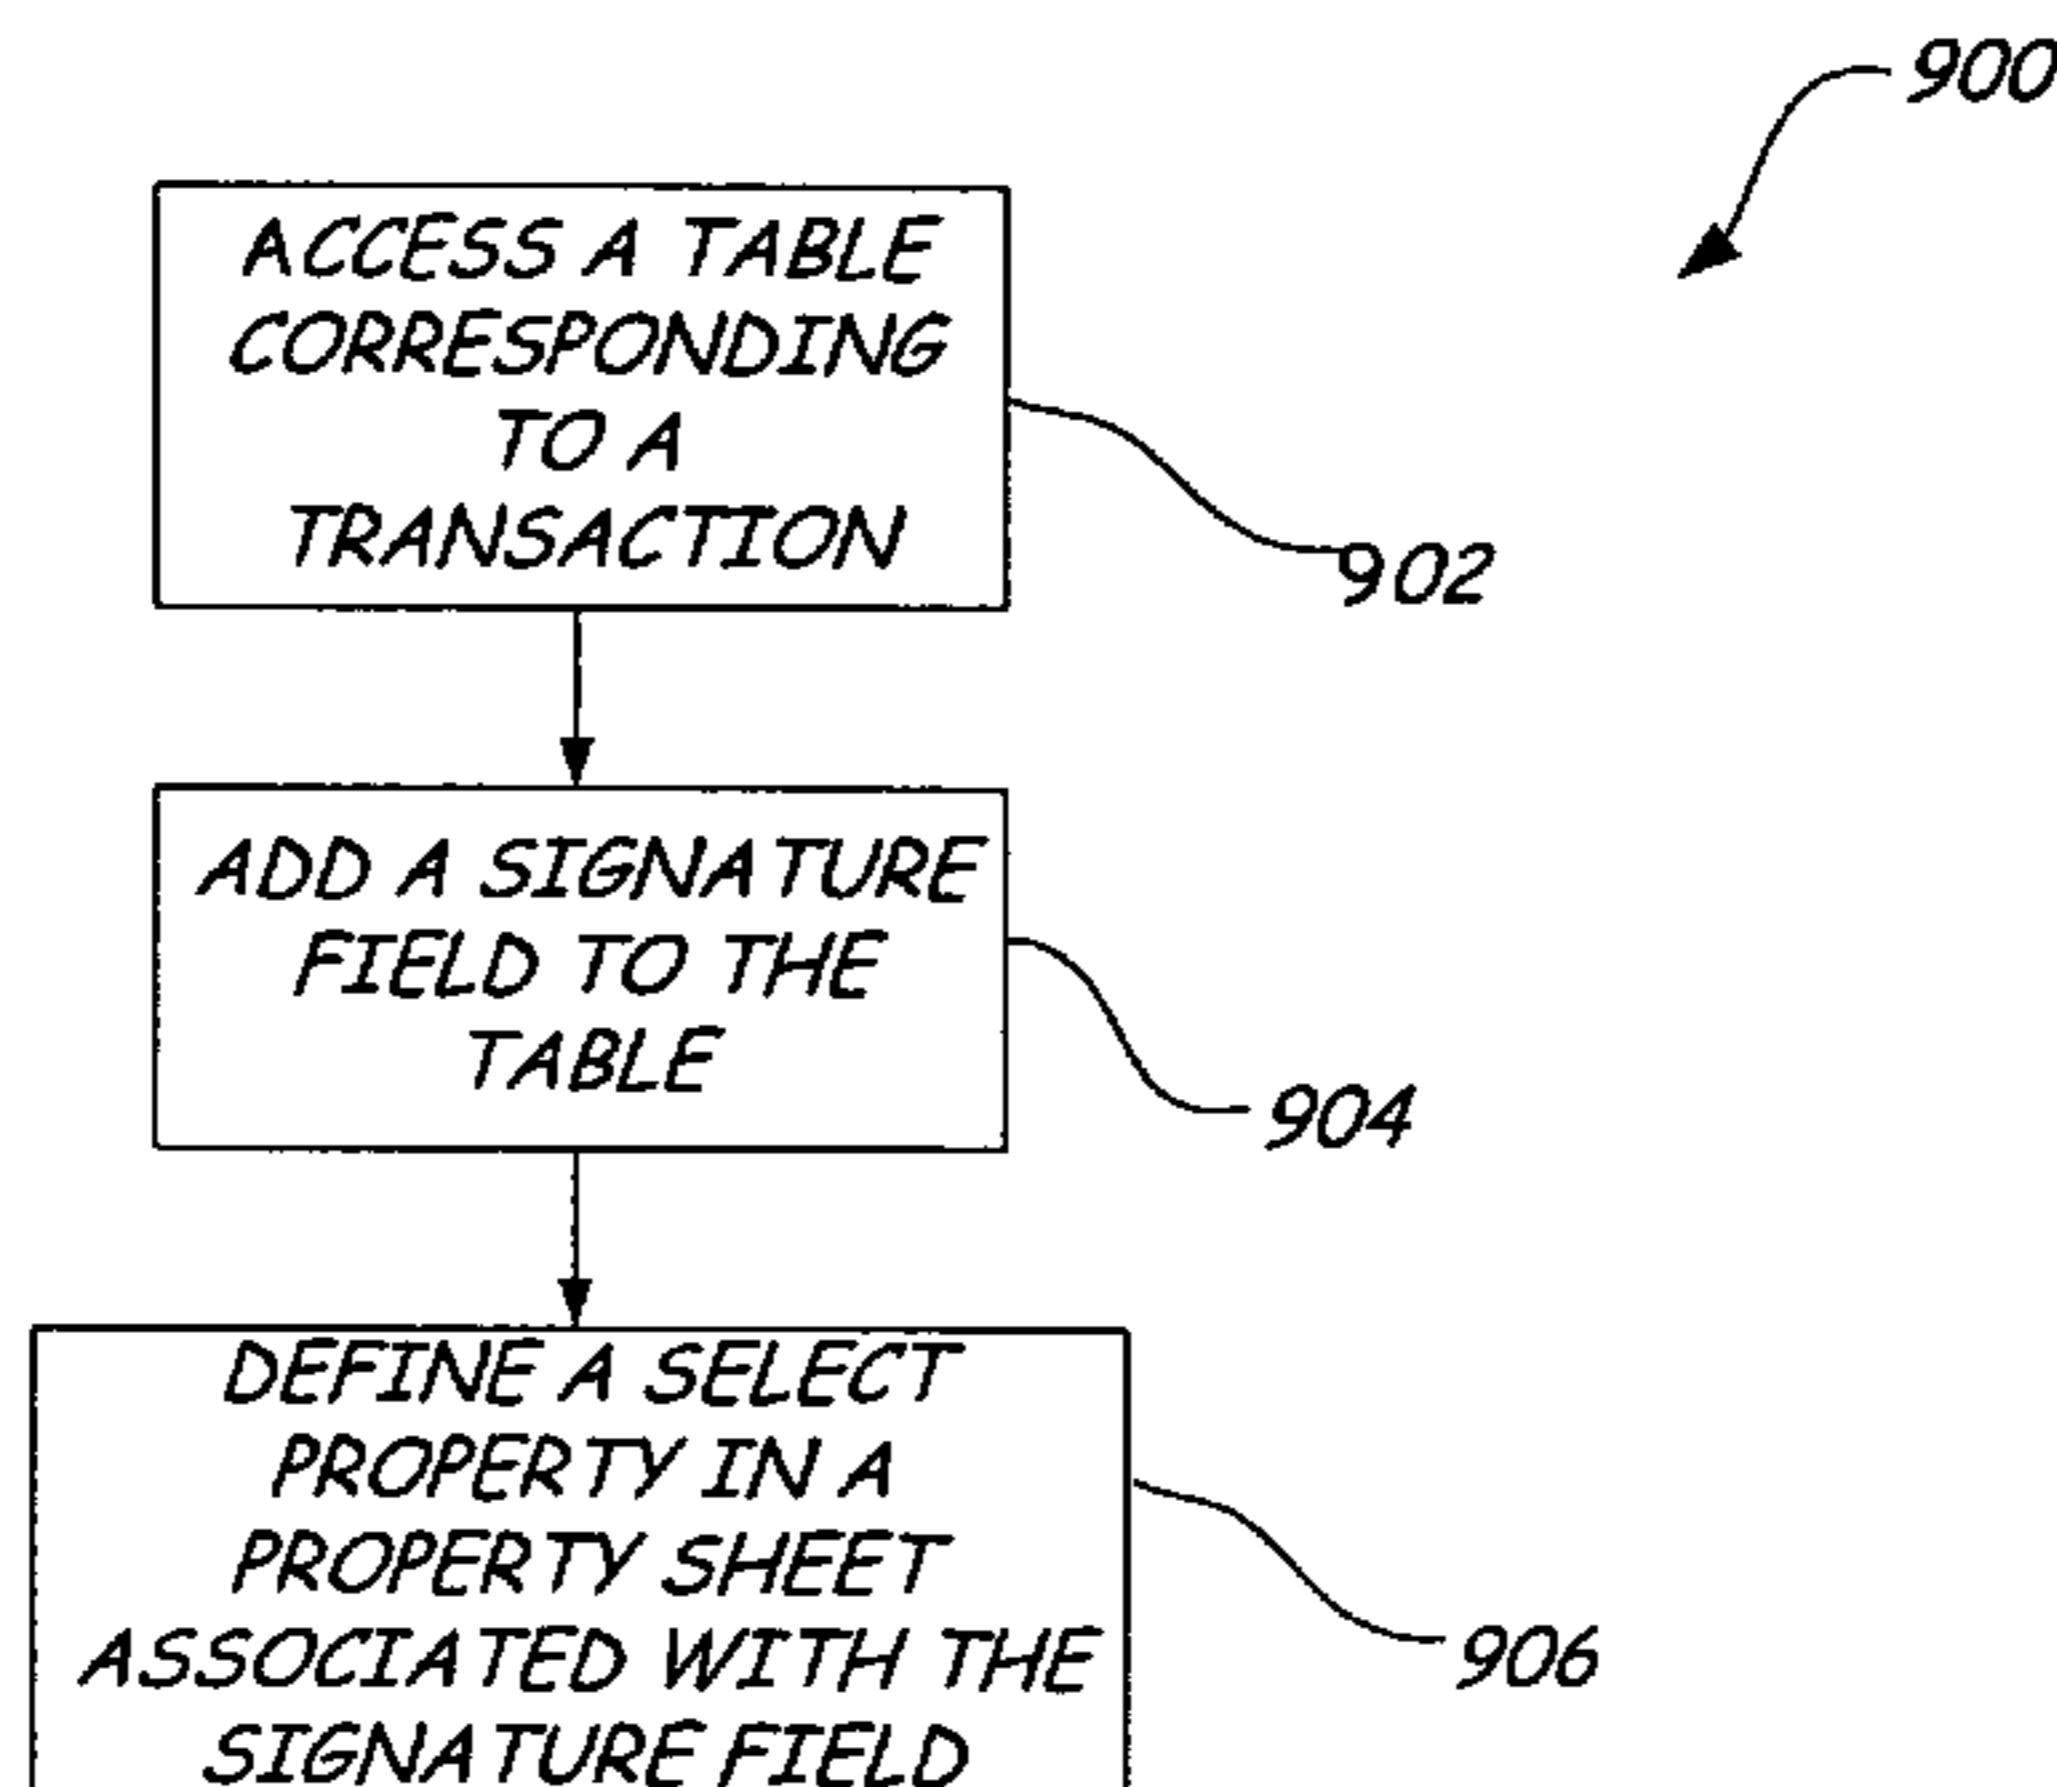 900
ACCESS A TABLE
CORRESPONDING
TO A
TRANSACTION
902
ADD A SIGNATURE
FIELD TO THE
TABLE
904
DEFINE A SELECT
PROPERTY IN A
PROPERTY SHEET
ASSOCIATED WITH THE
SIGNATURE FIELD
906